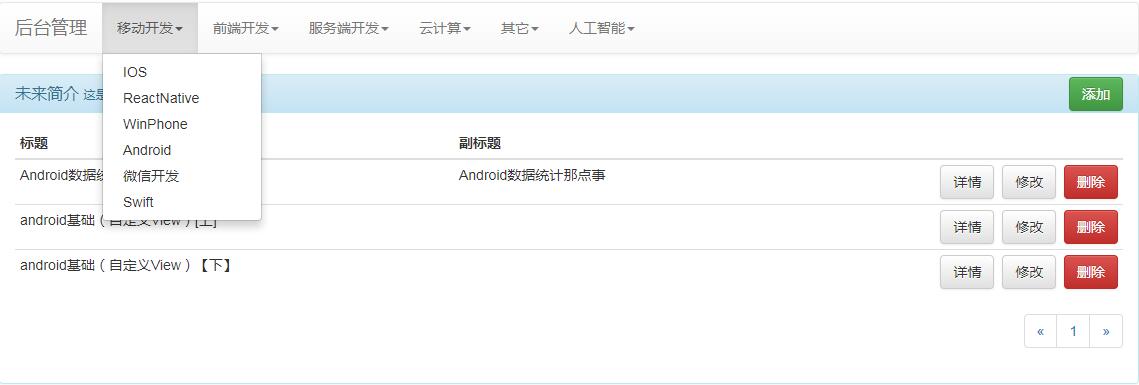 后台管理 移动开发 前端开发 服务端开发 云计算 其它 人工智能
IOS
ReactNative
WinPhone
Android
微信开发
Swift
未来简介 这是
添加
标题 副标题
Android数据 Android数据统计那点事 详情 修改 删除
android基础（自定义View）[上] 详情 修改 删除
android基础（自定义View）【下】 详情 修改 删除
« 1 »